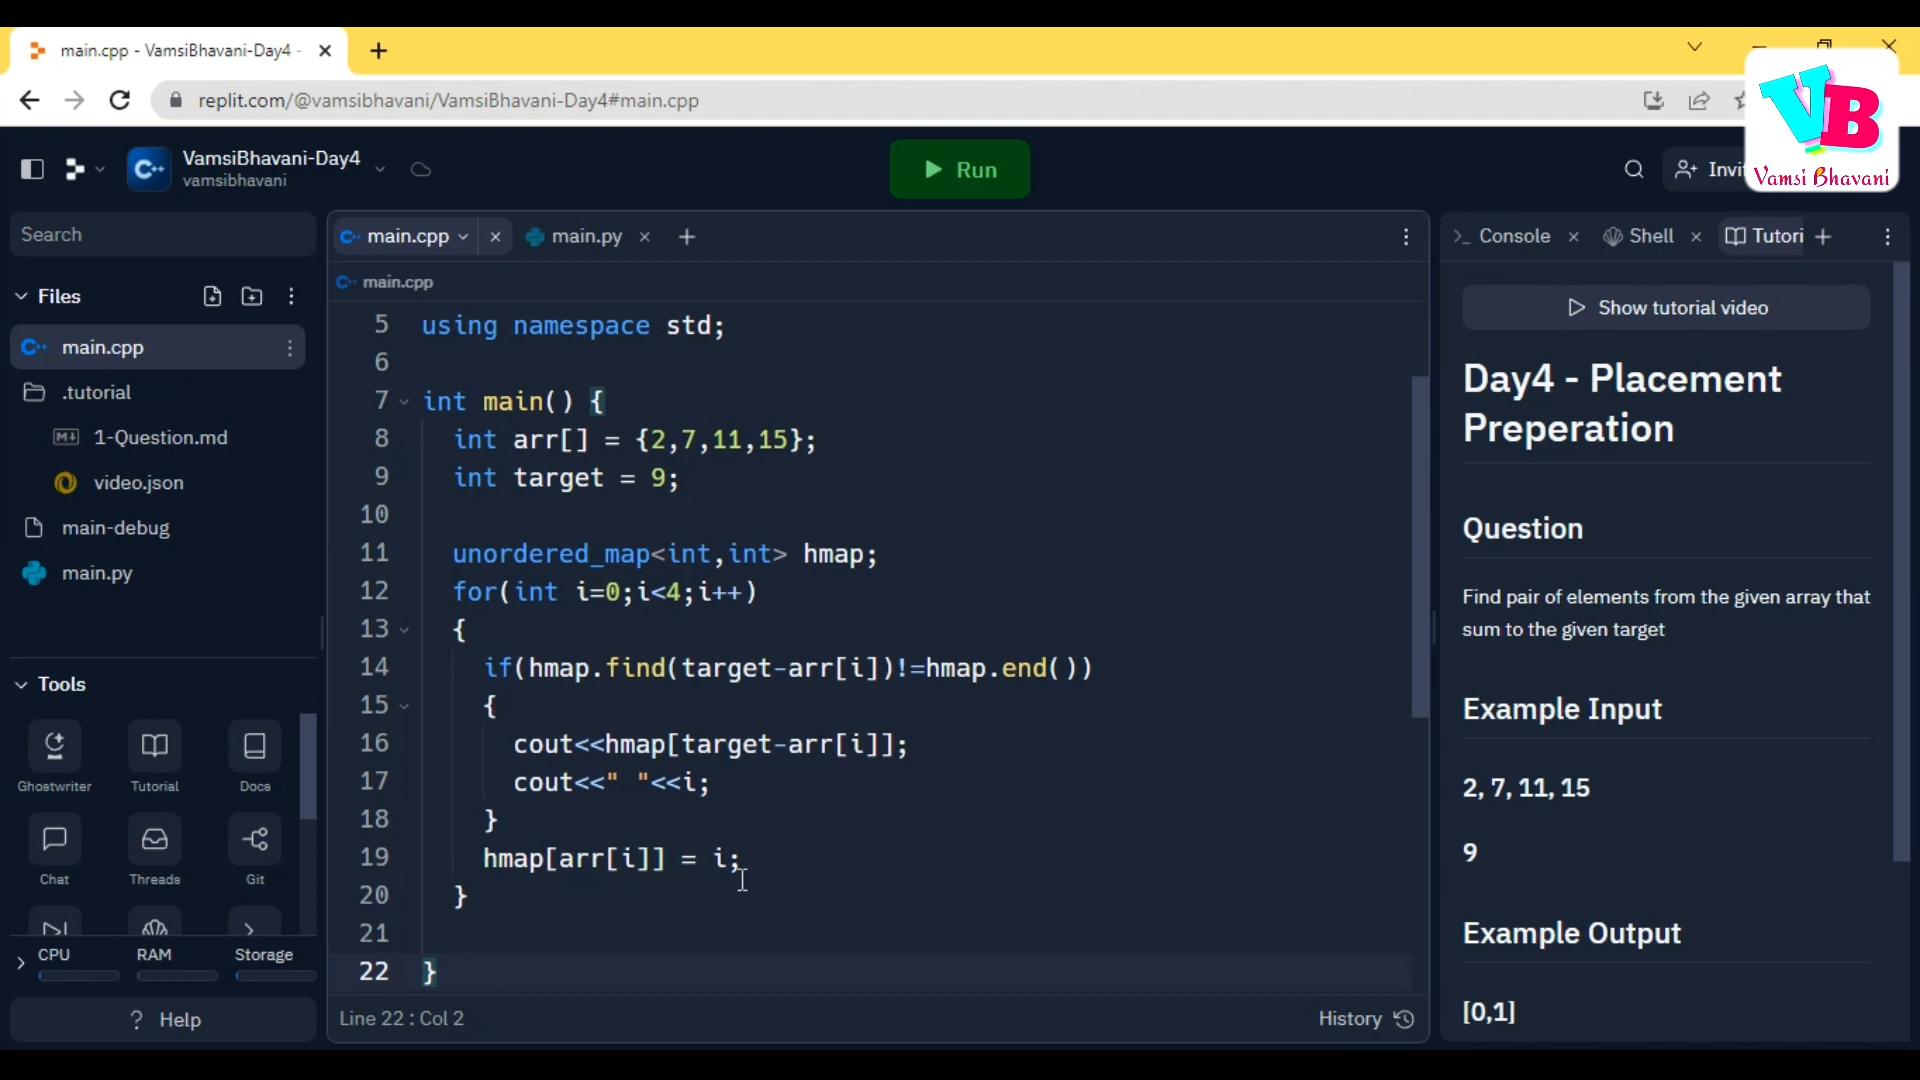 main.cpp - VamsiBhavani-Day4 -
replit.com/@vamsibhavani/VamsiBhavani-Day4#main.cpp
VB
Vamsi Bhavani
C++
VamsiBhavani-Day4
vamsibhavani
Run
Invi
Search
Files
main.cpp
.tutorial
1-Question.md
video.json
main-debug
main.py
Tools
Ghostwriter
Tutorial
Docs
Chat
Threads
Git
CPU
RAM
Storage
? Help
main.cpp
main.py
main.cpp
5 using namespace std;
6
7 int main() {
8 int arr[] = {2,7,11,15};
9 int target = 9;
10
11 unordered_map<int,int> hmap;
12 for(int i=0;i<4;i++)
13 {
14 if(hmap.find(target-arr[i])!=hmap.end())
15 {
16 cout<<hmap[target-arr[i]];
17 cout<<" "<<i;
18 }
19 hmap[arr[i]] = i;
20 }
21
22 }
Line 22 : Col 2
History
Console
Shell
Tutori
Show tutorial video
Day4 - Placement
Preperation
Question
Find pair of elements from the given array that
sum to the given target
Example Input
2, 7, 11, 15
9
Example Output
[0,1]